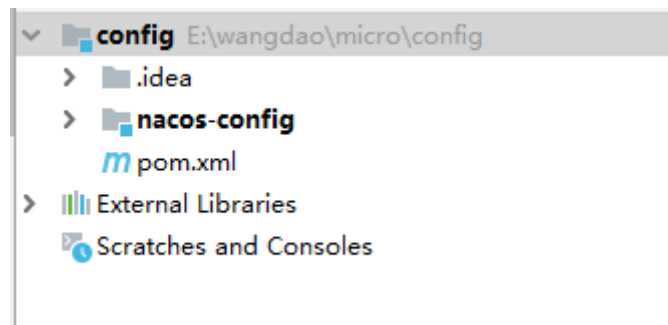 config E:\wangdao\micro\config
.idea
nacos-config
pom.xml
External Libraries
Scratches and Consoles